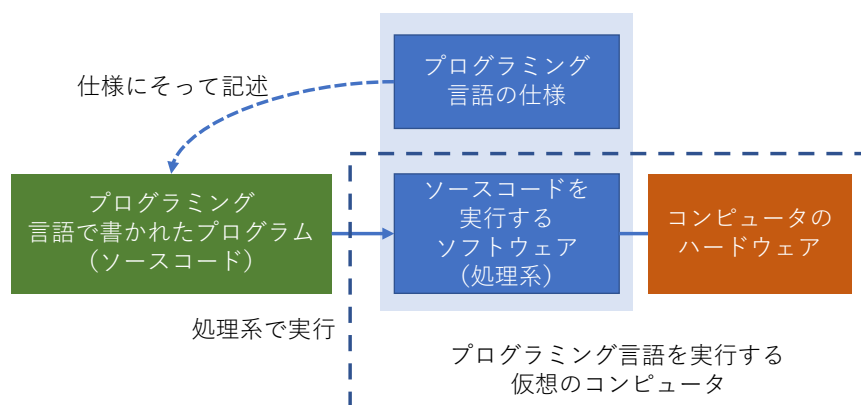 プログラミング
言語の仕様
仕様にそって記述
プログラミング
言語で書かれたプログラム
（ソースコード）
ソースコードを
実行する
ソフトウェア
（処理系）
コンピュータの
ハードウェア
処理系で実行
プログラミング言語を実行する
仮想のコンピュータ